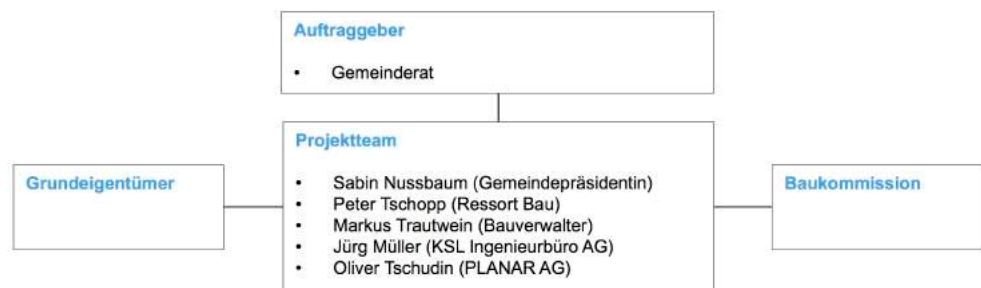 Auftraggeber
• Gemeinderat
Projektteam
• Sabin Nussbaum (Gemeindepräsidentin)
• Peter Tschopp (Ressort Bau)
• Markus Trautwein (Bauverwalter)
• Jürg Müller (KSL Ingenieurbüro AG)
• Oliver Tschudin (PLANAR AG)
Grundeigentümer
Baukommission